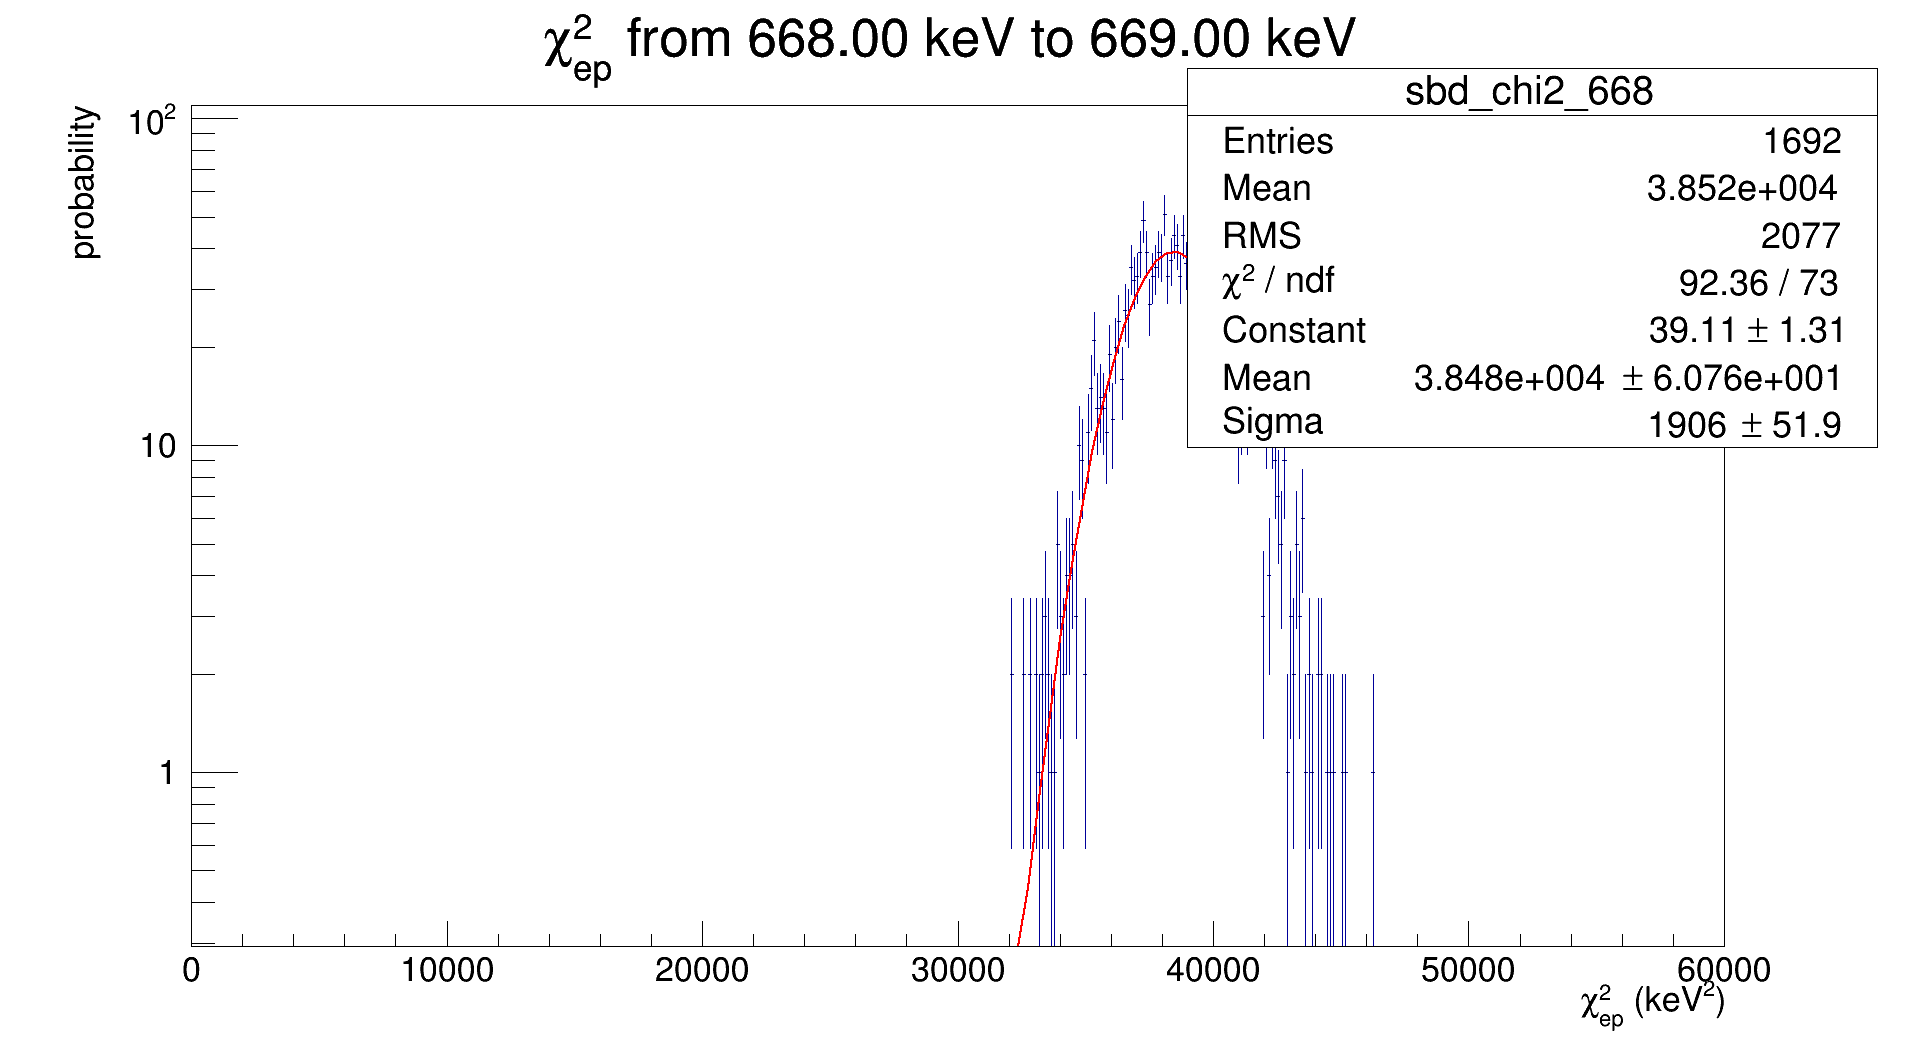 χ²ep from 668.00 keV to 669.00 keV
sbd_chi2_668
Entries 1692
Mean 3.852e+004
RMS 2077
χ² / ndf 92.36 / 73
Constant 39.11 ± 1.31
Mean 3.848e+004 ± 6.076e+001
Sigma 1906 ± 51.9
probability
10²
10
1
0 10000 20000 30000 40000 50000 60000
χ²ep (keV²)